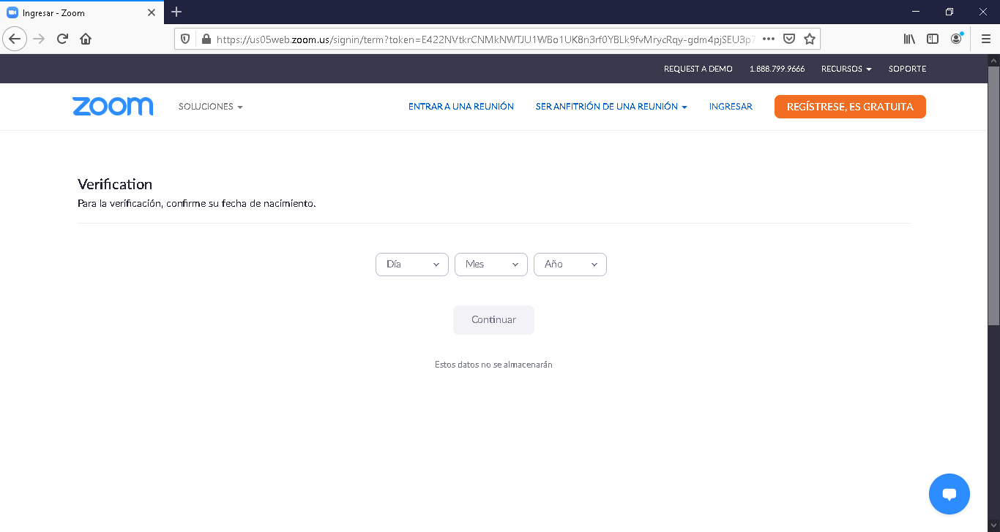 Ingresar - Zoom
https://us05web.zoom.us/signin/term?token=E422NVtkrCNMkNWTJU1WBo1UK8n3rf0YBLk9fvMrycRqy-gdm4pjSEU3p7
REQUEST A DEMO 1.888.799.9666 RECURSOS SOPORTE
zoom SOLUCIONES ENTRAR A UNA REUNIÓN SER ANFITRIÓN DE UNA REUNIÓN INGRESAR REGÍSTRESE, ES GRATUITA
Verification
Para la verificación, confirme su fecha de nacimiento.
Día Mes Año
Continuar
Estos datos no se almacenarán